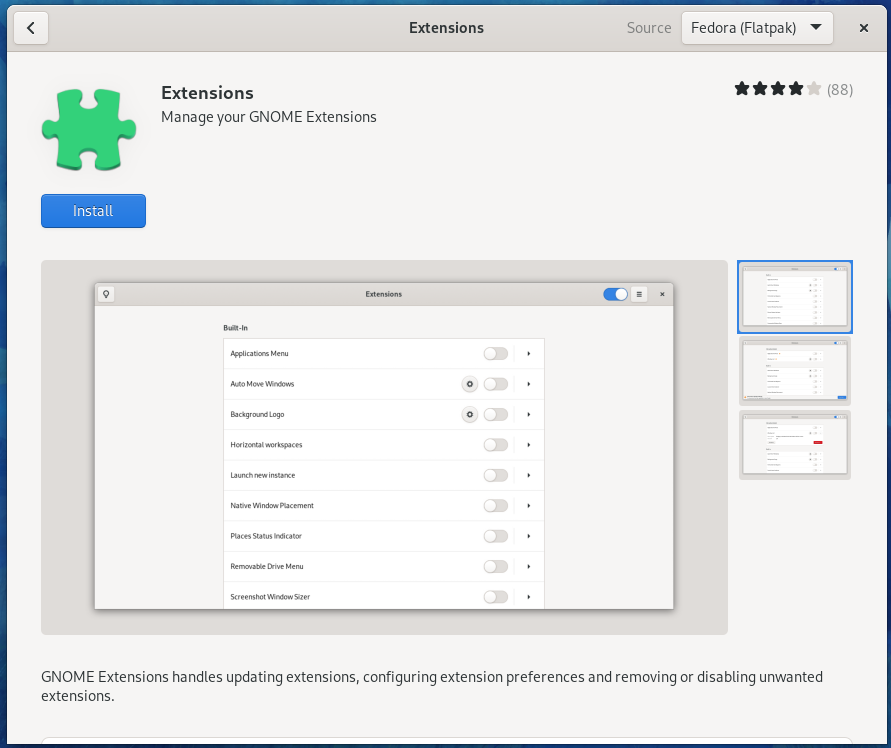 Extensions
Source
Fedora (Flatpak)
Extensions
(88)
Manage your GNOME Extensions
Install
Extensions
Built-In
Applications Menu
Auto Move Windows
Background Logo
Horizontal workspaces
Launch new instance
Native Window Placement
Places Status Indicator
Removable Drive Menu
Screenshot Window Sizer
GNOME Extensions handles updating extensions, configuring extension preferences and removing or disabling unwanted
extensions.